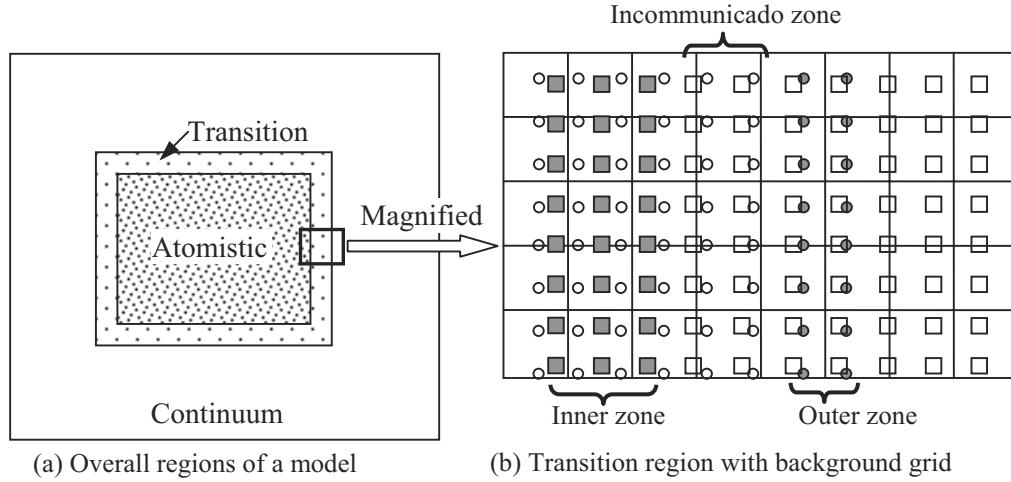 Incommunicado zone
Transition
Atomistic
Magnified
Continuum
Inner zone
Outer zone
(a) Overall regions of a model
(b) Transition region with background grid